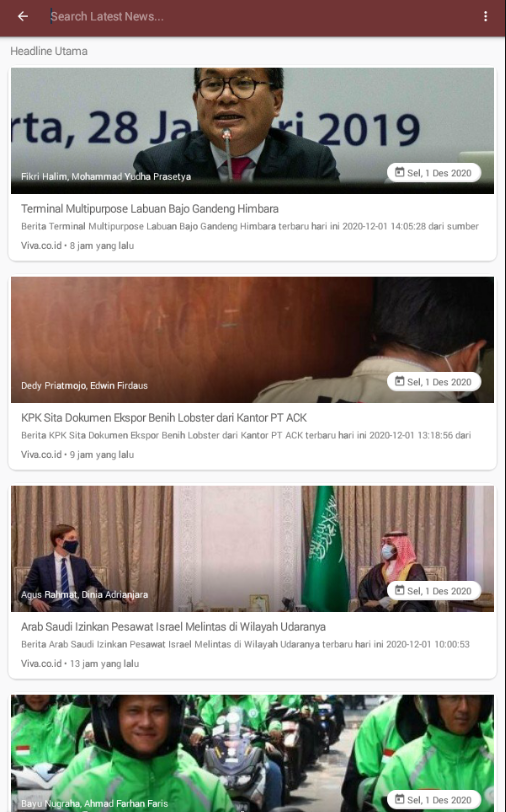 Search Latest News...
Headline Utama
rta, 28 Ja ri 2019
Fikri Halim, Mohammad Yudha Prasetya
Sel, 1 Des 2020
Terminal Multipurpose Labuan Bajo Gandeng Himbara
Berita Terminal Multipurpose Labuan Bajo Gandeng Himbara terbaru hari ini 2020-12-01 14:05:28 dari sumber
Viva.co.id • 8 jam yang lalu
Dedy Priatmojo, Edwin Firdaus
Sel, 1 Des 2020
KPK Sita Dokumen Ekspor Benih Lobster dari Kantor PT ACK
Berita KPK Sita Dokumen Ekspor Benih Lobster dari Kantor PT ACK terbaru hari ini 2020-12-01 13:18:56 dari
Viva.co.id • 9 jam yang lalu
Agus Rahmat, Dinia Adrianjara
Sel, 1 Des 2020
Arab Saudi Izinkan Pesawat Israel Melintas di Wilayah Udaranya
Berita Arab Saudi Izinkan Pesawat Israel Melintas di Wilayah Udaranya terbaru hari ini 2020-12-01 10:00:53
Viva.co.id • 13 jam yang lalu
Bayu Nugraha, Ahmad Farhan Faris
Sel, 1 Des 2020